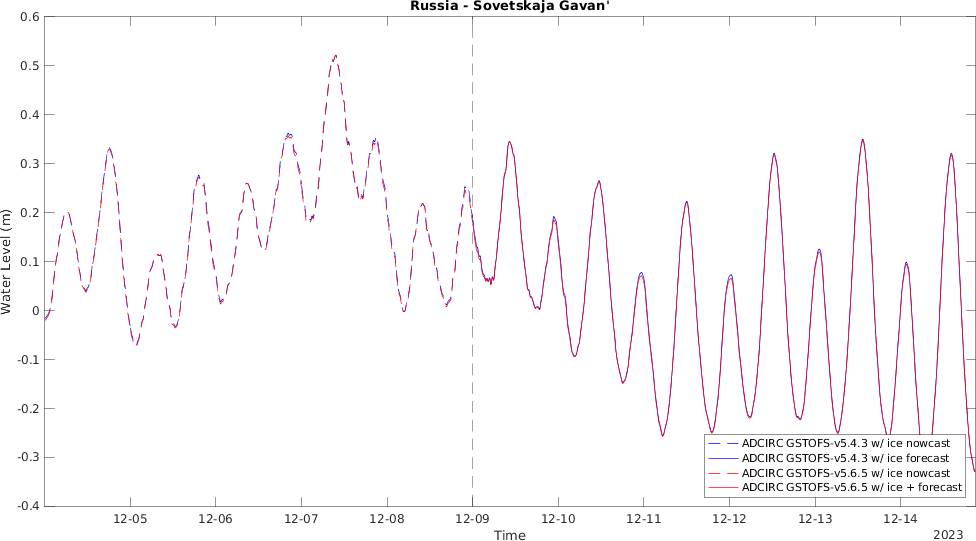 Russia - Sovetskaja Gavan'
0.6
0.5
0.4
0.3
0.2
0.1
0
-0.1
-0.2
-0.3
-0.4
Water Level (m)
ADCIRC GSTOFS-v5.4.3 w/ ice nowcast
ADCIRC GSTOFS-v5.4.3 w/ ice forecast
ADCIRC GSTOFS-v5.6.5 w/ ice nowcast
ADCIRC GSTOFS-v5.6.5 w/ ice + forecast
12-05 12-06 12-07 12-08 12-09 12-10 12-11 12-12 12-13 12-14
Time
2023